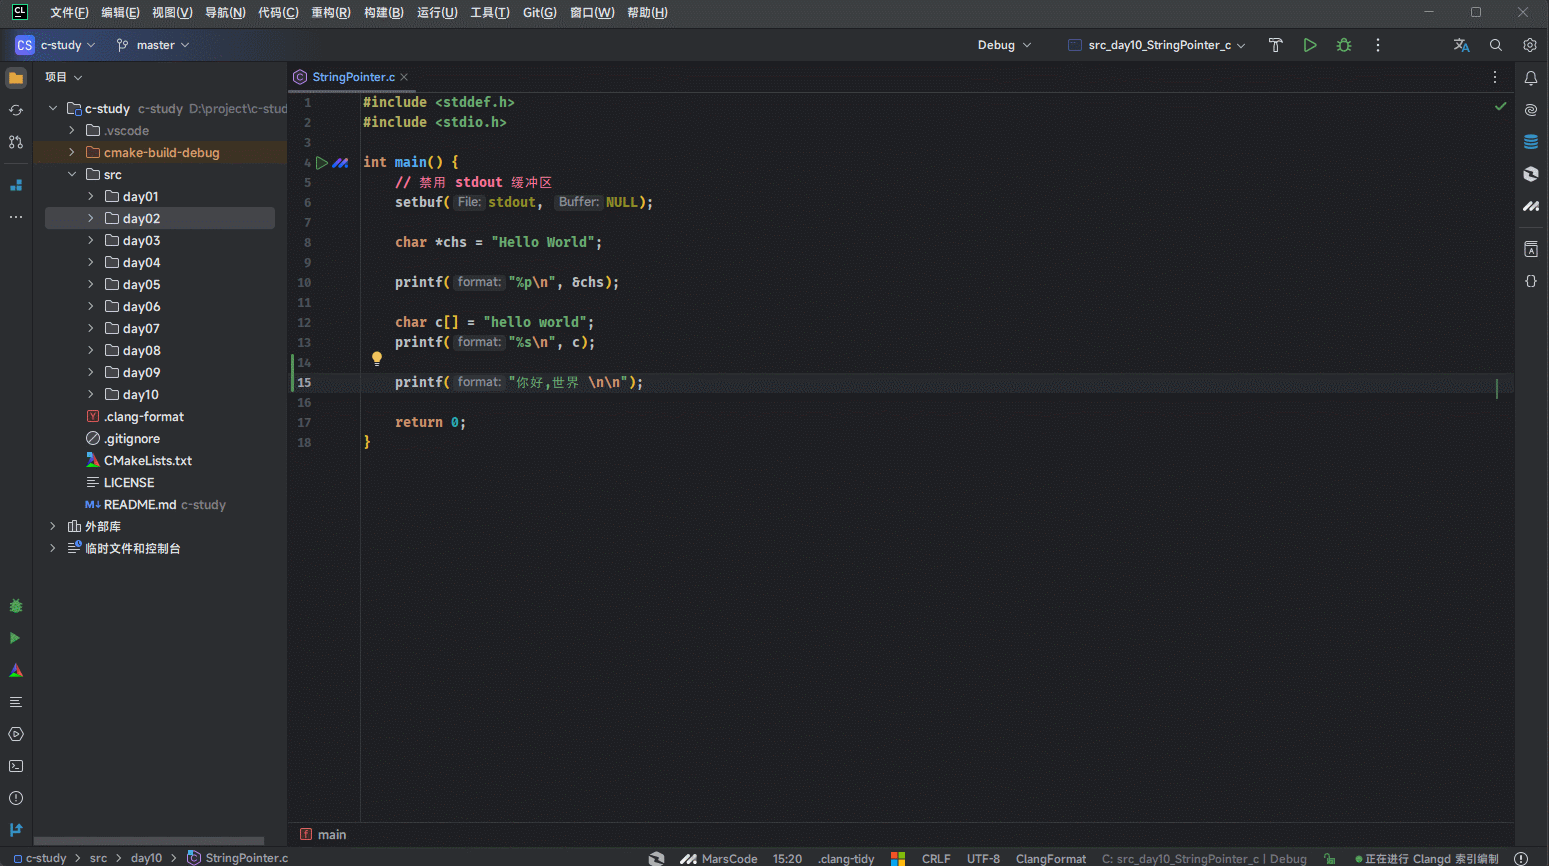 CL 文件(F) 编辑(E) 视图(V) 导航(N) 代码(C) 重构(R) 构建(B) 运行(U) 工具(T) Git(G) 窗口(W) 帮助(H)
CS c-study master Debug src_day10_StringPointer_c
项目
c-study c-study D:\project\c-stud
.vscode
cmake-build-debug
src
day01
day02
day03
day04
day05
day06
day07
day08
day09
day10
.clang-format
.gitignore
CMakeLists.txt
LICENSE
README.md c-study
外部库
临时文件和控制台
StringPointer.c
1 #include <stddef.h>
2 #include <stdio.h>
3
4 int main() {
5 // 禁用 stdout 缓冲区
6 setbuf( File: stdout, Buffer: NULL);
7
8 char *chs = "Hello World";
9
10 printf( format: "%p\n", &chs);
11
12 char c[] = "hello world";
13 printf( format: "%s\n", c);
14
15 printf( format: "你好,世界 \n\n");
16
17 return 0;
18 }
f main
c-study src day10 StringPointer.c MarsCode 15:20 .clang-tidy CRLF UTF-8 ClangFormat C: src_day10_StringPointer_c | Debug 正在进行 Clangd 索引编制